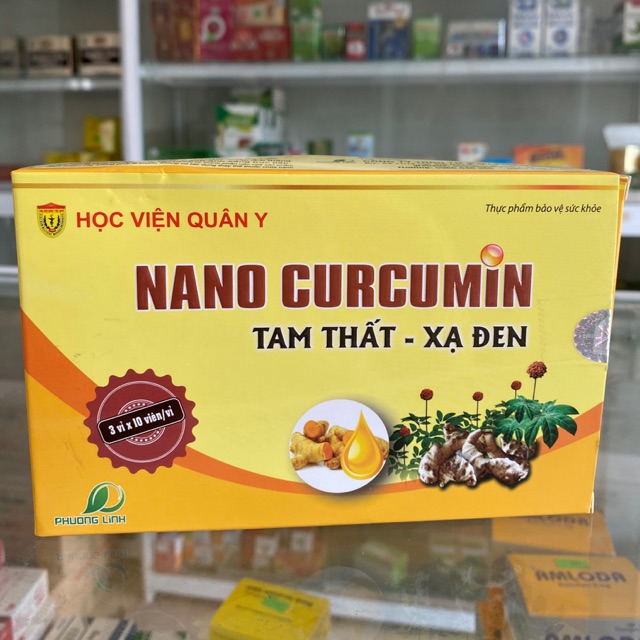 HỌC VIỆN QUÂN Y
Thực phẩm bảo vệ sức khỏe
NANO CURCUMIN
TAM THẤT - XẠ ĐEN
3 vỉ x 10 viên/vỉ
PHUONG LINH
AMLODA